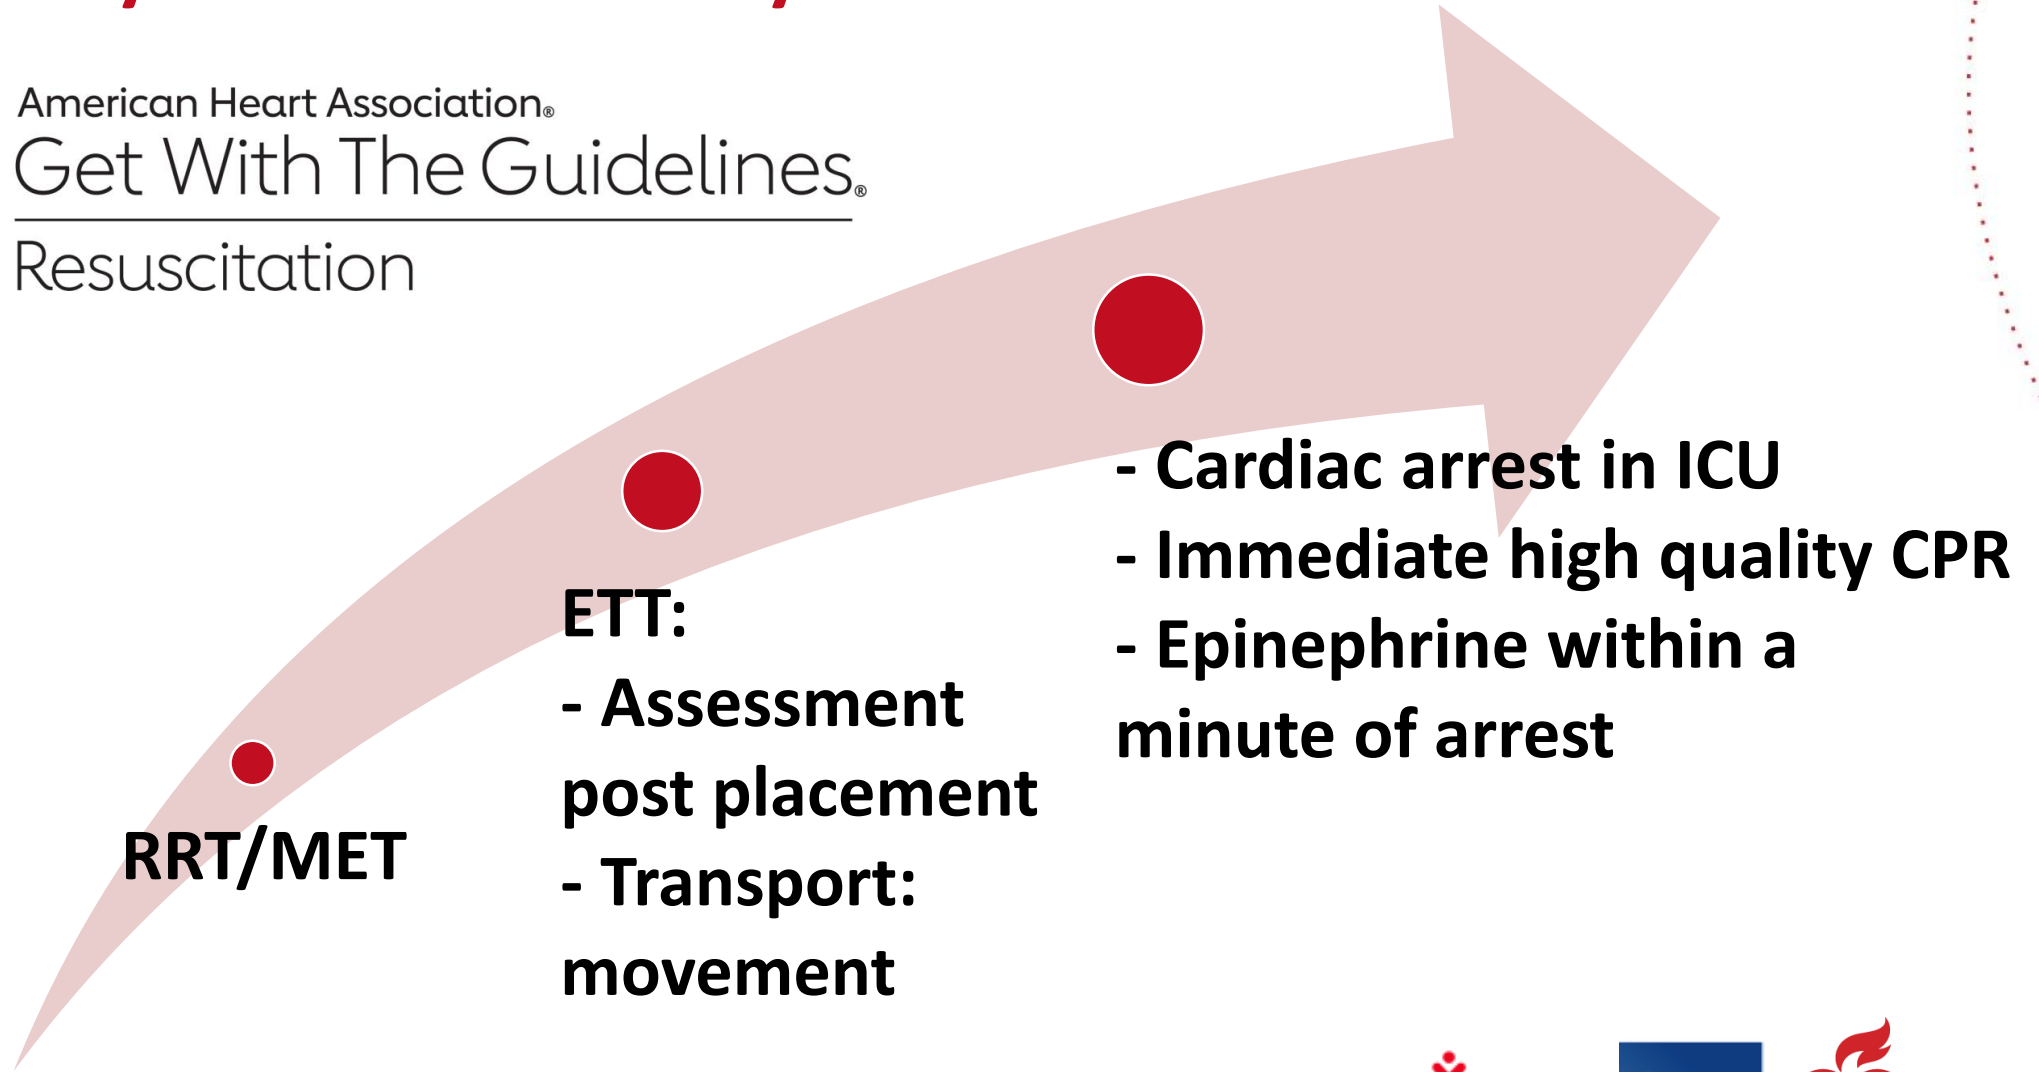 American Heart Association®
Get With The Guidelines®
Resuscitation
RRT/MET
ETT:
- Assessment
post placement
- Transport:
movement
- Cardiac arrest in ICU
- Immediate high quality CPR
- Epinephrine within a
minute of arrest